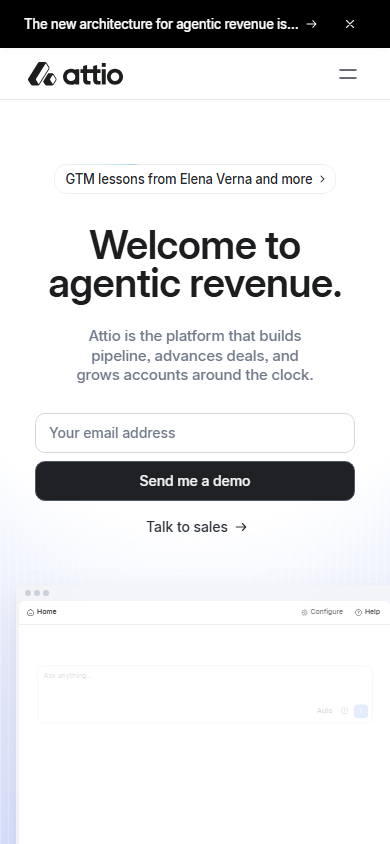 The new architecture for agentic revenue is...
attio
GTM lessons from Elena Verna and more
Welcome to
agentic revenue.
Attio is the platform that builds
pipeline, advances deals, and
grows accounts around the clock.
Your email address
Send me a demo
Talk to sales
Home
Configure
Help
Ask anything...
Auto